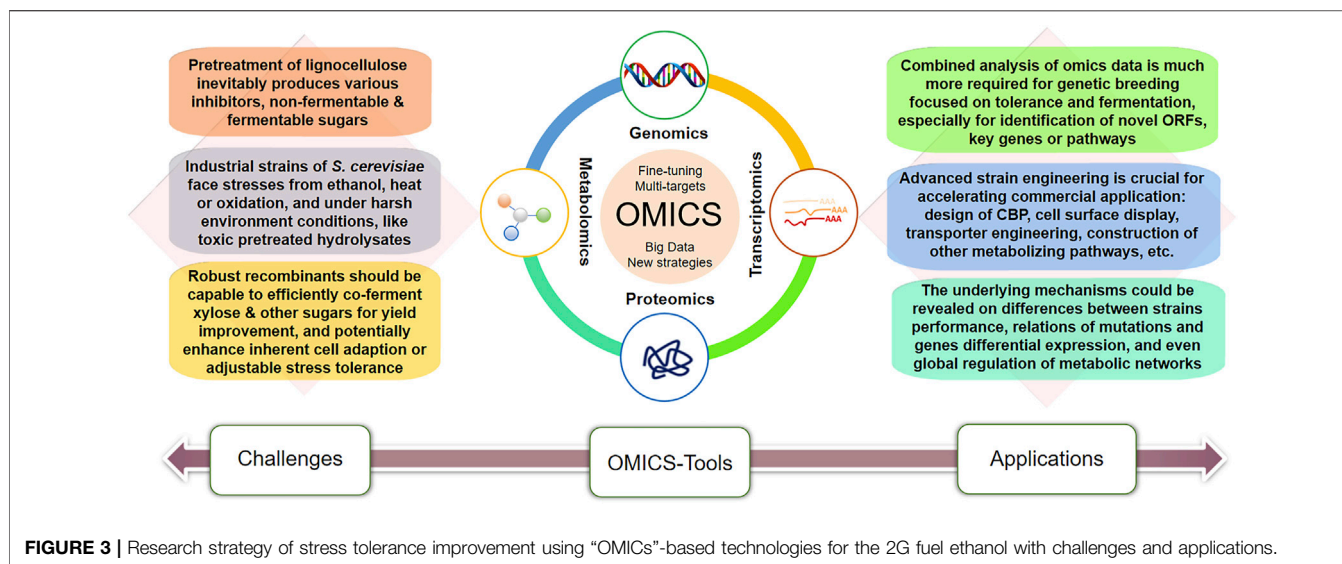 Pretreatment of lignocellulose
inevitably produces various
inhibitors, non-fermentable &
fermentable sugars
Industrial strains of S. cerevisiae
face stresses from ethanol, heat
or oxidation, and under harsh
environment conditions, like
toxic pretreated hydrolysates
Robust recombinants should be
capable to efficiently co-ferment
xylose & other sugars for yield
improvement, and potentially
enhance inherent cell adaption or
adjustable stress tolerance
Genomics
Metabolomics
Fine-tuning
Multi-targets
OMICS
Big Data
New strategies
Transcriptomics
AAA
AAA
AAA
Proteomics
Combined analysis of omics data is much
more required for genetic breeding
focused on tolerance and fermentation,
especially for identification of novel ORFs,
key genes or pathways
Advanced strain engineering is crucial for
accelerating commercial application:
design of CBP, cell surface display,
transporter engineering, construction of
other metabolizing pathways, etc.
The underlying mechanisms could be
revealed on differences between strains
performance, relations of mutations and
genes differential expression, and even
global regulation of metabolic networks
Challenges
OMICS-Tools
Applications
FIGURE 3 | Research strategy of stress tolerance improvement using “OMICs”-based technologies for the 2G fuel ethanol with challenges and applications.